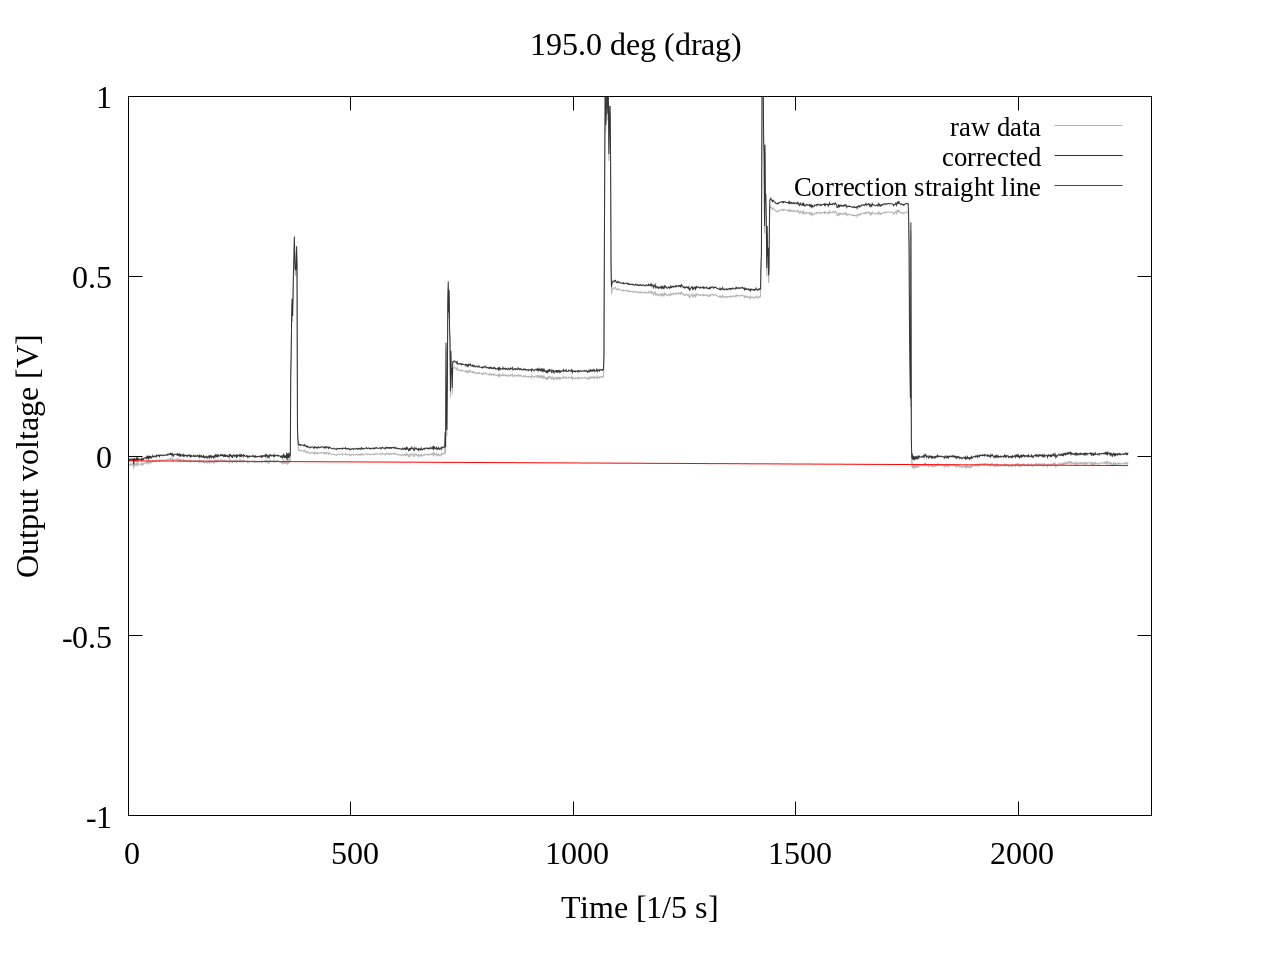 195.0 deg (drag)
1
0.5
0
-0.5
-1
Output voltage [V]
raw data
corrected
Correction straight line
0 500 1000 1500 2000
Time [1/5 s]